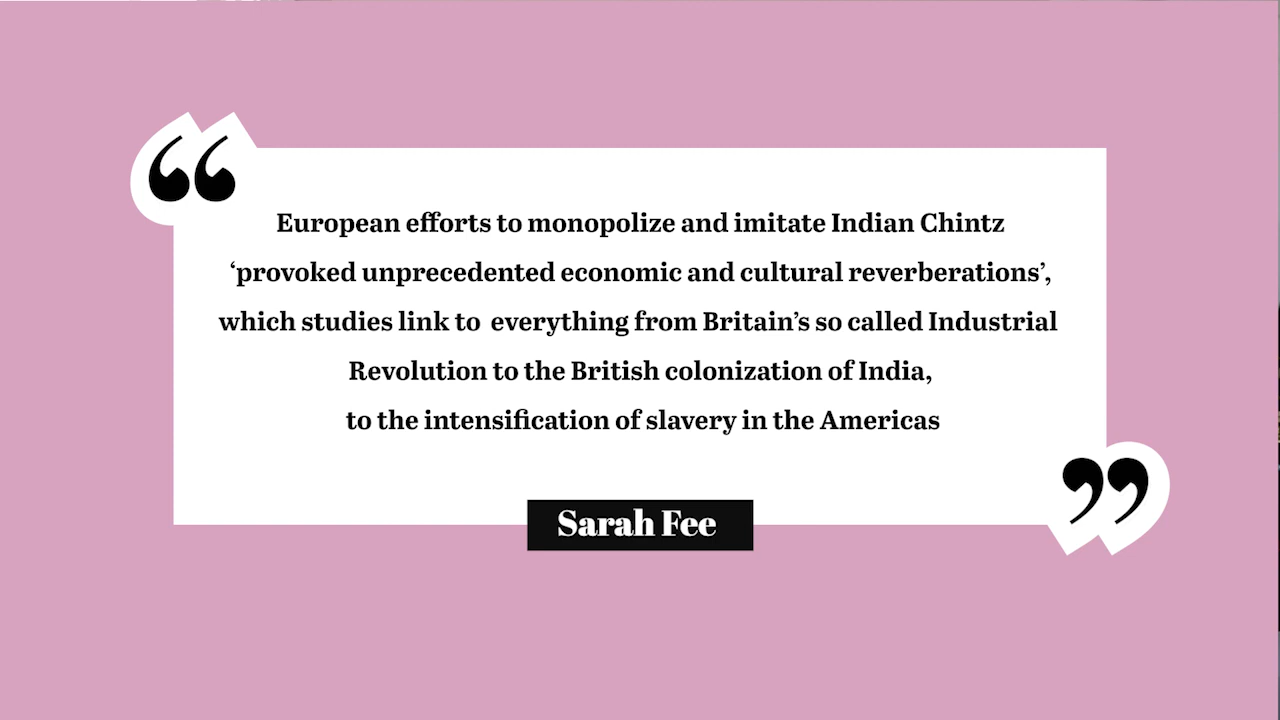 European efforts to monopolize and imitate Indian Chintz
‘provoked unprecedented economic and cultural reverberations’,
which studies link to everything from Britain’s so called Industrial
Revolution to the British colonization of India,
to the intensification of slavery in the Americas
Sarah Fee